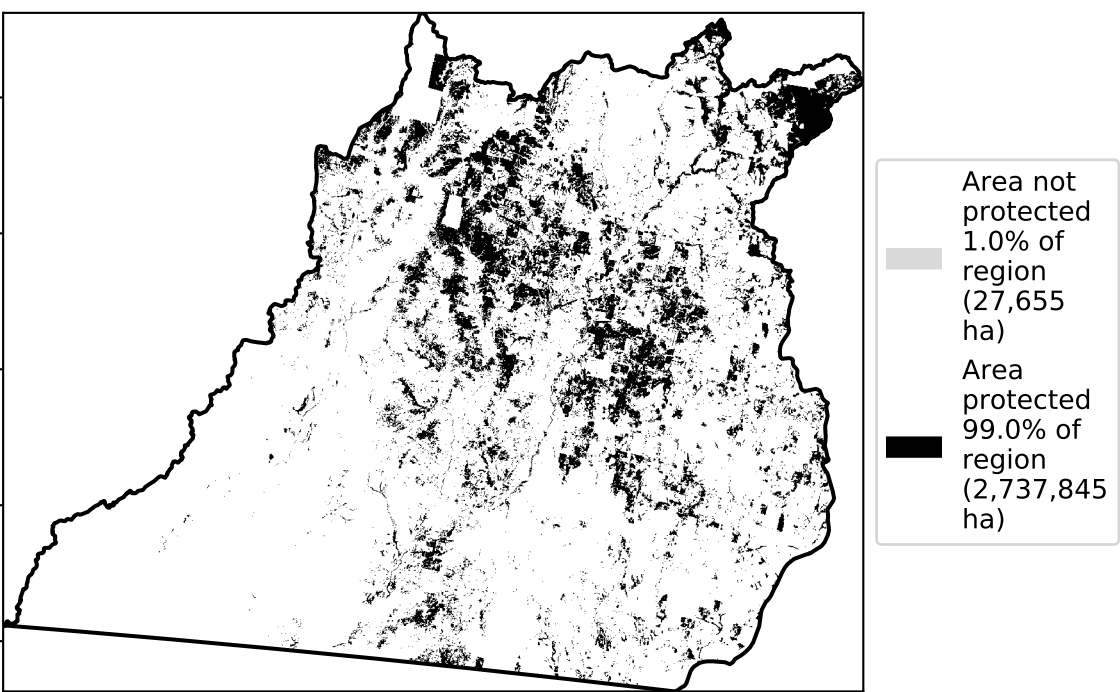 Area not
protected
1.0% of
region
(27,655
ha)
Area
protected
99.0% of
region
(2,737,845
ha)